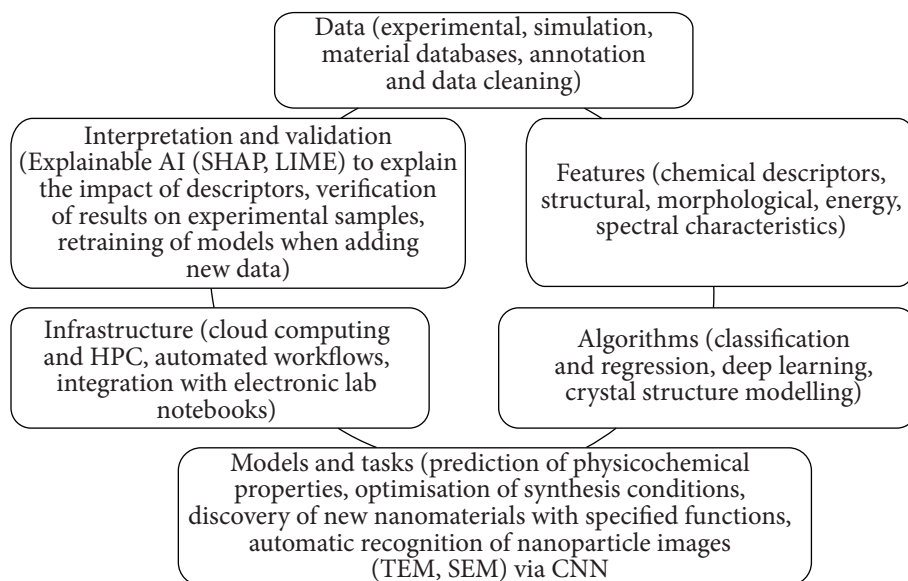 Data (experimental, simulation,
material databases, annotation
and data cleaning)
Interpretation and validation
(Explainable AI (SHAP, LIME) to explain
the impact of descriptors, verification
of results on experimental samples,
retraining of models when adding
new data)
Features (chemical descriptors,
structural, morphological, energy,
spectral characteristics)
Infrastructure (cloud computing
and HPC, automated workflows,
integration with electronic lab
notebooks)
Algorithms (classification
and regression, deep learning,
crystal structure modelling)
Models and tasks (prediction of physicochemical
properties, optimisation of synthesis conditions,
discovery of new nanomaterials with specified functions,
automatic recognition of nanoparticle images
(TEM, SEM) via CNN